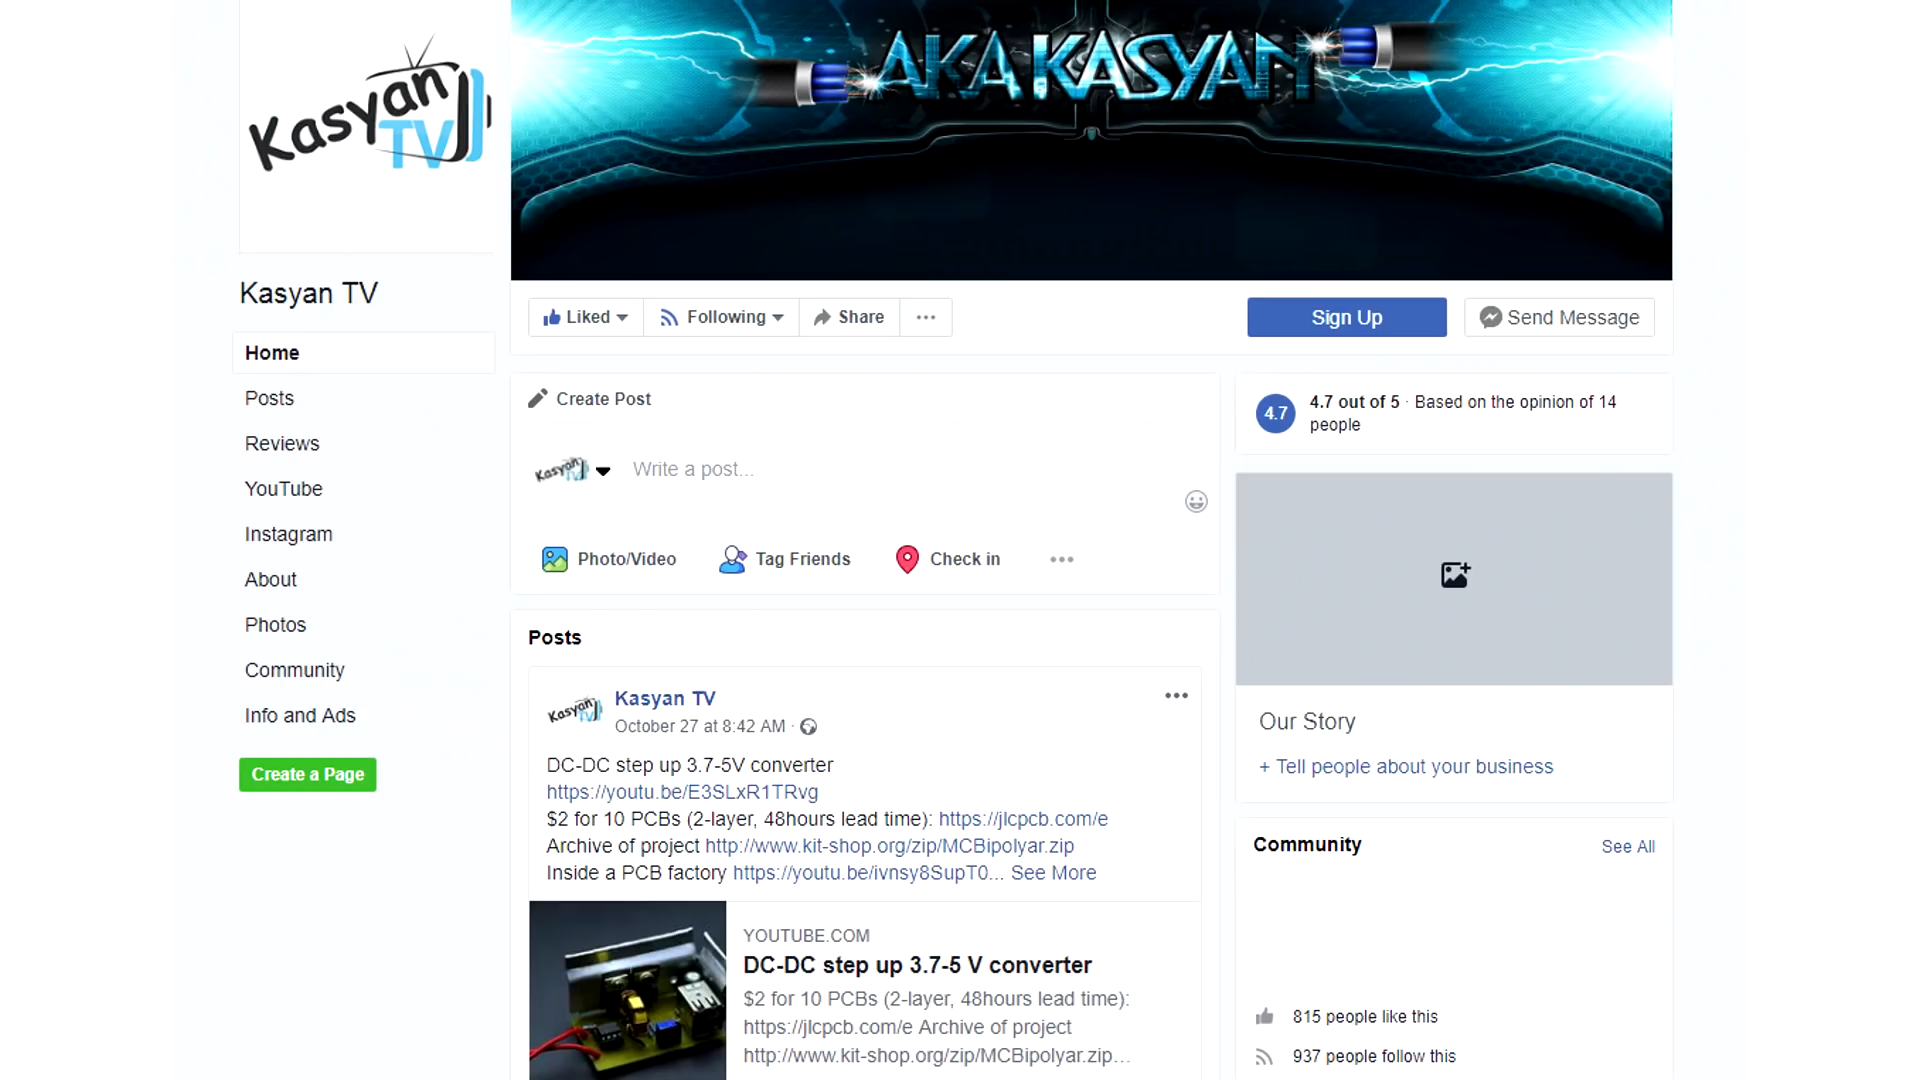 Kasyan
TV
AKA KASYAN
Kasyan TV
Home
Posts
Reviews
YouTube
Instagram
About
Photos
Community
Info and Ads
Create a Page
Liked
Following
Share
Sign Up
Send Message
Create Post
Kasyan TV
Write a post...
Photo/Video
Tag Friends
Check in
Posts
Kasyan TV
Kasyan TV
October 27 at 8:42 AM ·
DC-DC step up 3.7-5V converter
https://youtu.be/E3SLxR1TRvg
$2 for 10 PCBs (2-layer, 48hours lead time): https://jlcpcb.com/e
Archive of project http://www.kit-shop.org/zip/MCBipolyar.zip
Inside a PCB factory https://youtu.be/ivnsy8SupT0... See More
YOUTUBE.COM
DC-DC step up 3.7-5 V converter
$2 for 10 PCBs (2-layer, 48hours lead time):
https://jlcpcb.com/e Archive of project
http://www.kit-shop.org/zip/MCBipolyar.zip...
4.7
4.7 out of 5 · Based on the opinion of 14
people
Our Story
+ Tell people about your business
Community
See All
815 people like this
937 people follow this